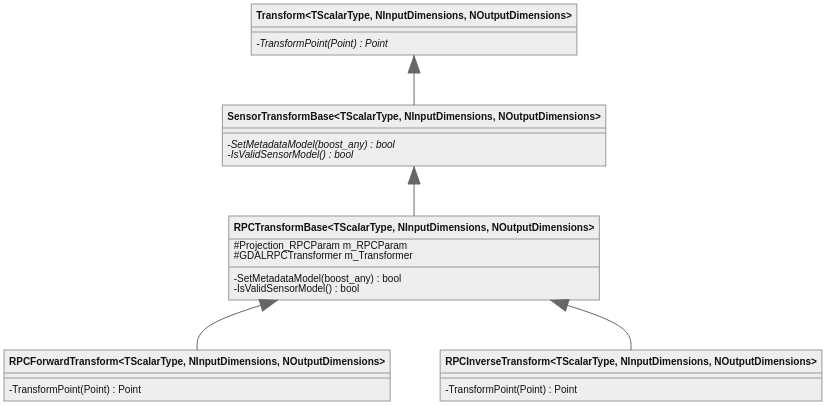 Transform<TScalarType, NInputDimensions, NOutputDimensions>
-TransformPoint(Point) : Point
SensorTransformBase<TScalarType, NInputDimensions, NOutputDimensions>
-SetMetadataModel(boost_any) : bool
-IsValidSensorModel() : bool
RPCTransformBase<TScalarType, NInputDimensions, NOutputDimensions>
#Projection_RPCParam m_RPCParam
#GDALRPCTransformer m_Transformer
-SetMetadataModel(boost_any) : bool
-IsValidSensorModel() : bool
RPCForwardTransform<TScalarType, NInputDimensions, NOutputDimensions>
-TransformPoint(Point) : Point
RPCInverseTransform<TScalarType, NInputDimensions, NOutputDimensions>
-TransformPoint(Point) : Point